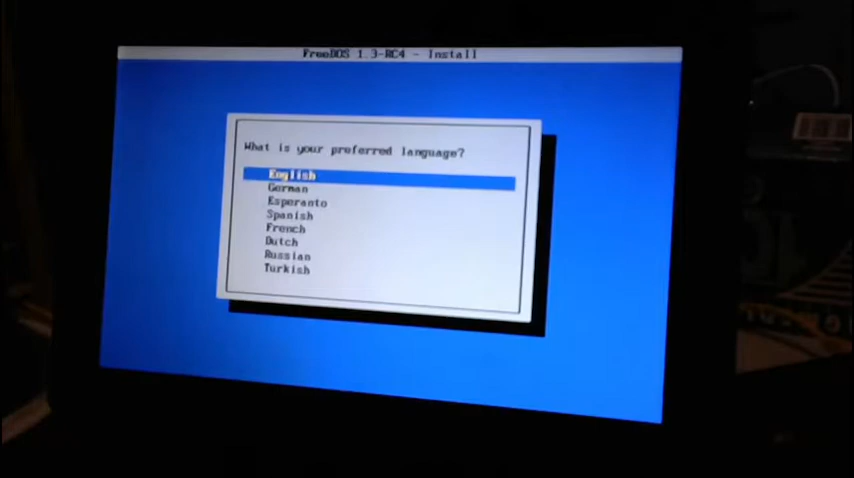 FreeDOS 1.3-RC4 - Install
What is your preferred language?
English
German
Esperanto
Spanish
French
Dutch
Russian
Turkish